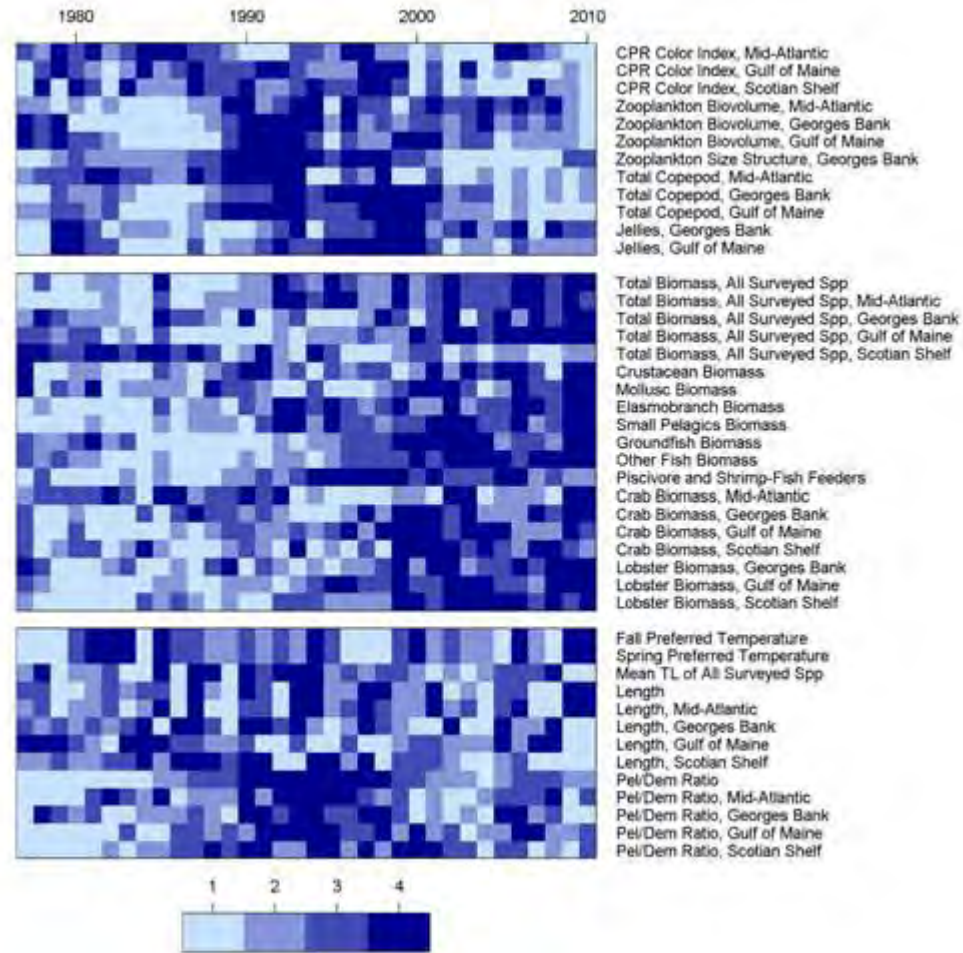 1980 1990 2000 2010
CPR Color Index, Mid-Atlantic
CPR Color Index, Gulf of Maine
CPR Color Index, Scotian Shelf
Zooplankton Biovolume, Mid-Atlantic
Zooplankton Biovolume, Georges Bank
Zooplankton Biovolume, Gulf of Maine
Zooplankton Size Structure, Georges Bank
Total Copepod, Mid-Atlantic
Total Copepod, Georges Bank
Total Copepod, Gulf of Maine
Jellies, Georges Bank
Jellies, Gulf of Maine
Total Biomass, All Surveyed Spp
Total Biomass, All Surveyed Spp, Mid-Atlantic
Total Biomass, All Surveyed Spp, Georges Bank
Total Biomass, All Surveyed Spp, Gulf of Maine
Total Biomass, All Surveyed Spp, Scotian Shelf
Crustacean Biomass
Mollusc Biomass
Elasmobranch Biomass
Small Pelagics Biomass
Groundfish Biomass
Other Fish Biomass
Piscivore and Shrimp-Fish Feeders
Crab Biomass, Mid-Atlantic
Crab Biomass, Georges Bank
Crab Biomass, Gulf of Maine
Crab Biomass, Scotian Shelf
Lobster Biomass, Georges Bank
Lobster Biomass, Gulf of Maine
Lobster Biomass, Scotian Shelf
Fall Preferred Temperature
Spring Preferred Temperature
Mean TL of All Surveyed Spp
Length
Length, Mid-Atlantic
Length, Georges Bank
Length, Gulf of Maine
Length, Scotian Shelf
Pel/Dem Ratio
Pel/Dem Ratio, Mid-Atlantic
Pel/Dem Ratio, Georges Bank
Pel/Dem Ratio, Gulf of Maine
Pel/Dem Ratio, Scotian Shelf
1 2 3 4